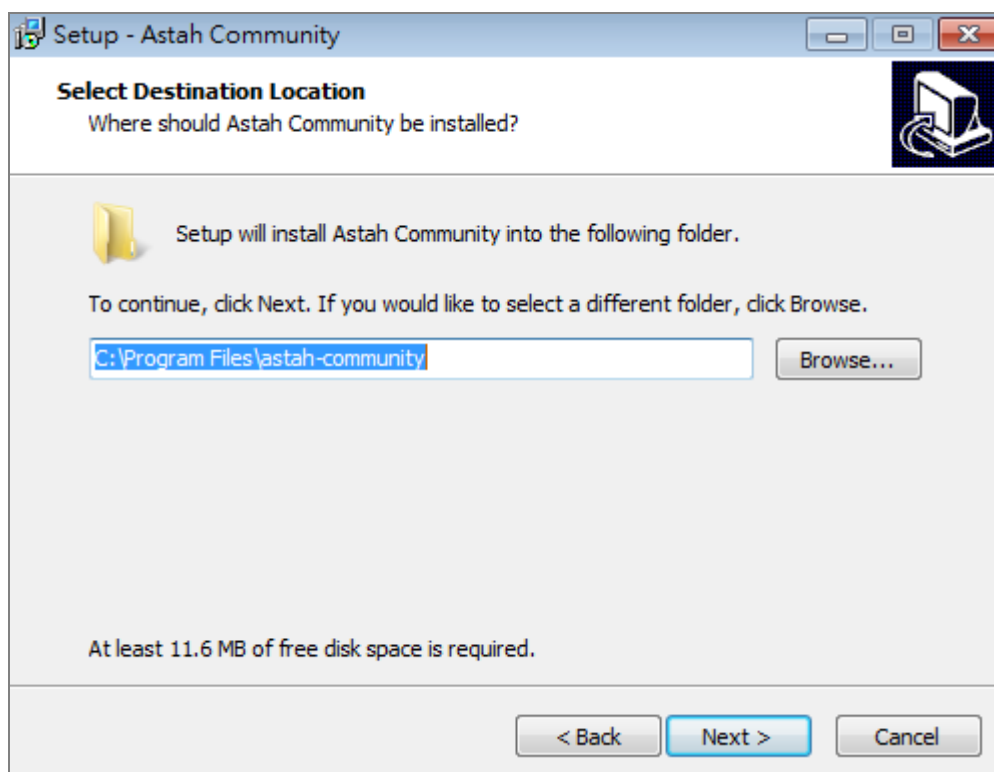 Setup - Astah Community
Select Destination Location
Where should Astah Community be installed?
Setup will install Astah Community into the following folder.
To continue, click Next. If you would like to select a different folder, click Browse.
C:\Program Files\astah-community
Browse...
At least 11.6 MB of free disk space is required.
< Back
Next >
Cancel